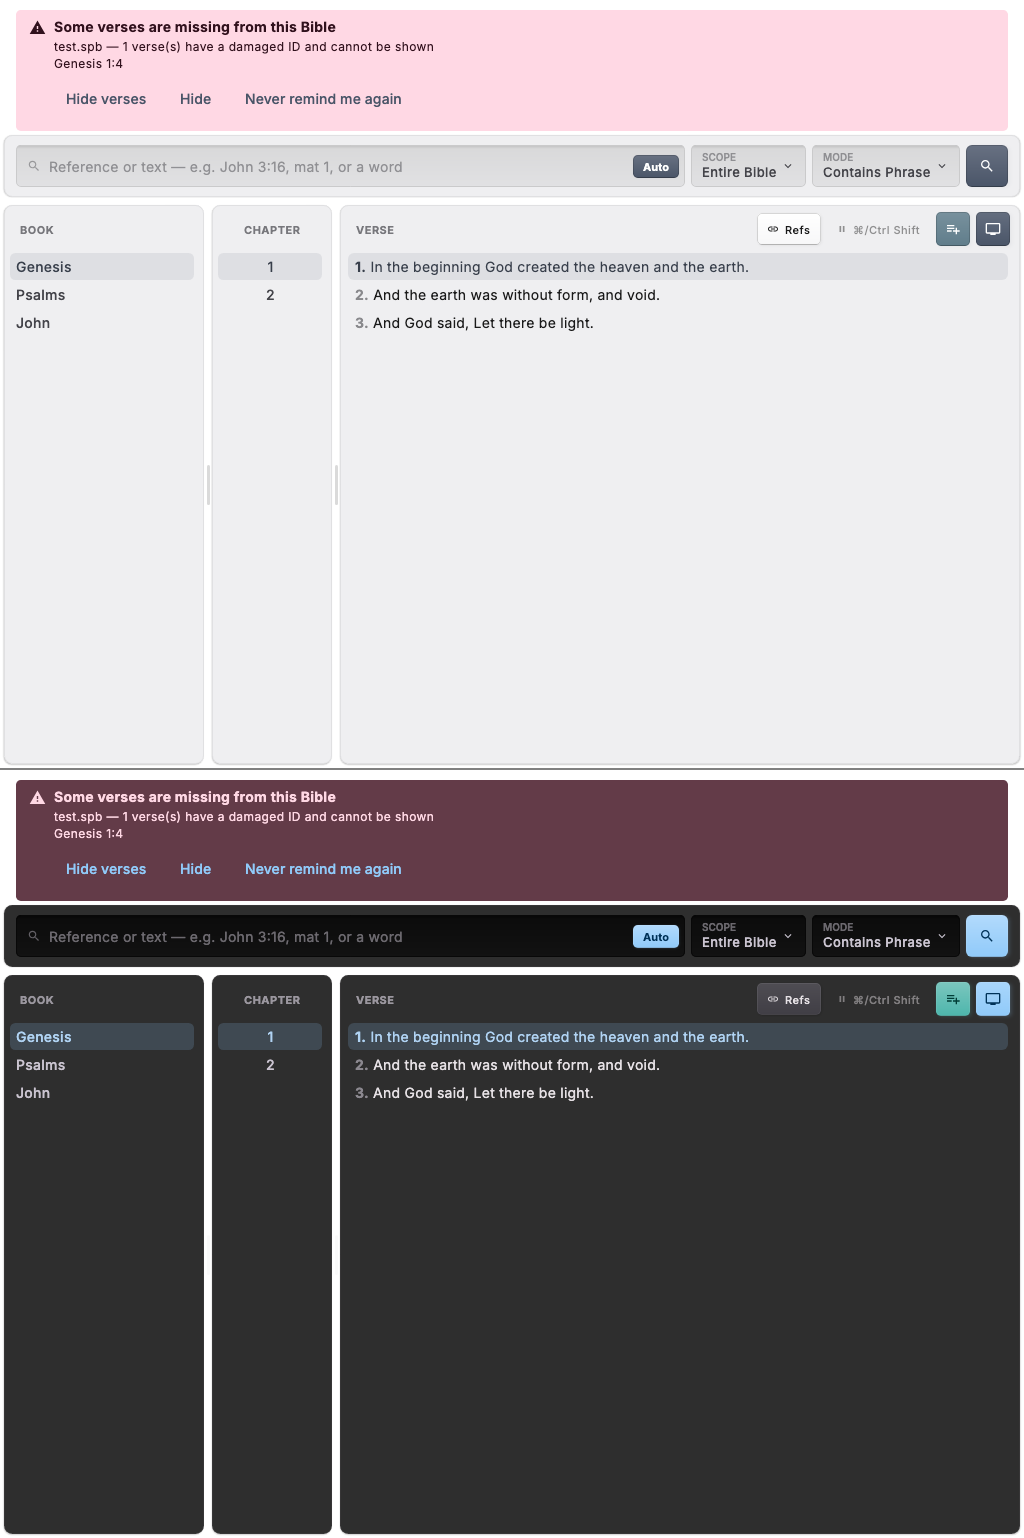 Some verses are missing from this Bible
test.spb — 1 verse(s) have a damaged ID and cannot be shown
Genesis 1:4
Hide verses Hide Never remind me again
Reference or text — e.g. John 3:16, mat 1, or a word Auto
SCOPE
Entire Bible
MODE
Contains Phrase
BOOK
Genesis
Psalms
John
CHAPTER
1
2
VERSE Refs ⌘/Ctrl Shift
1. In the beginning God created the heaven and the earth.
2. And the earth was without form, and void.
3. And God said, Let there be light.
Some verses are missing from this Bible
test.spb — 1 verse(s) have a damaged ID and cannot be shown
Genesis 1:4
Hide verses Hide Never remind me again
Reference or text — e.g. John 3:16, mat 1, or a word Auto
SCOPE
Entire Bible
MODE
Contains Phrase
BOOK
Genesis
Psalms
John
CHAPTER
1
2
VERSE Refs ⌘/Ctrl Shift
1. In the beginning God created the heaven and the earth.
2. And the earth was without form, and void.
3. And God said, Let there be light.